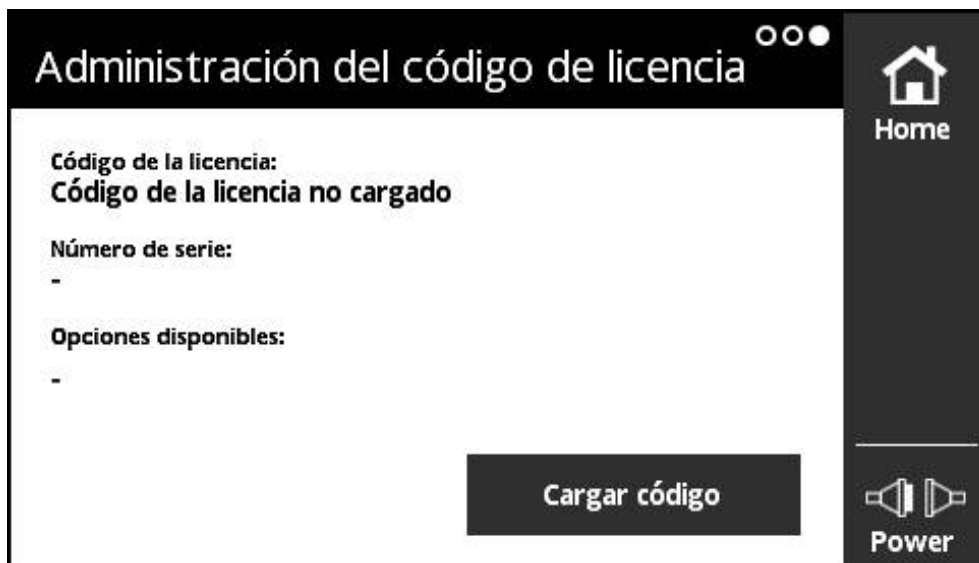 Administración del código de licencia
Home
Código de la licencia:
Código de la licencia no cargado
Número de serie:
-
Opciones disponibles:
-
Cargar código
Power